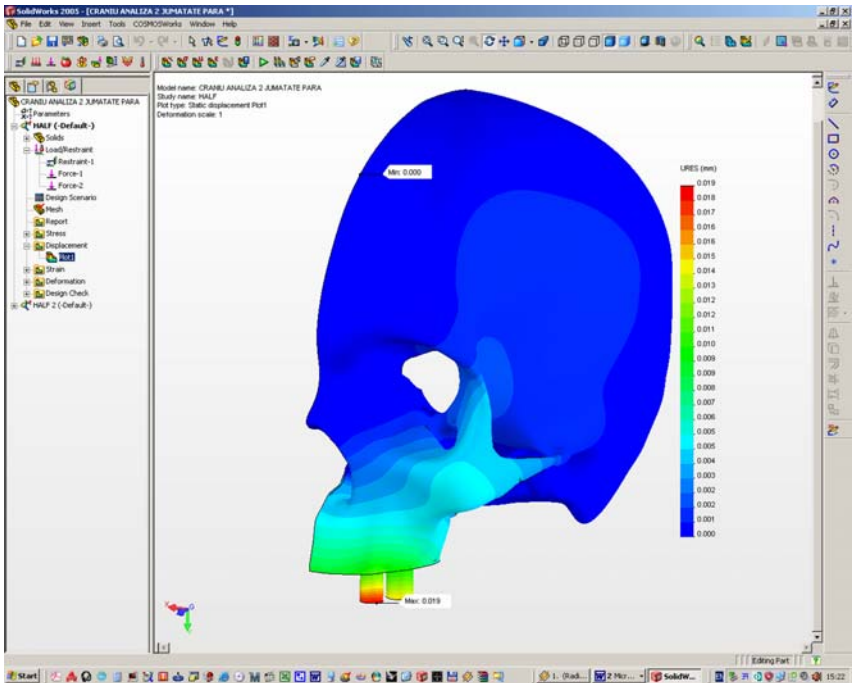 SolidWorks 2005 - [CRANIU ANALIZA 2 JUMATATE PARA *]
File Edit View Insert Tools COSMOSWorks Window Help
CRANIU ANALIZA 2 JUMATATE PARA
Parameters
HALF (-Default-)
Solids
Load/Restraint
Restraint-1
Force-1
Force-2
Design Scenario
Mesh
Report
Stress
Displacement
Plot1
Strain
Deformation
Design Check
HALF 2 (-Default-)
Model name: CRANIU ANALIZA 2 JUMATATE PARA
Study name: HALF
Plot type: Static displacement Plot1
Deformation scale: 1
Min: 0.000
Max: 0.019
URES (mm)
0.019
0.018
0.017
0.016
0.016
0.014
0.013
0.012
0.012
0.011
0.010
0.009
0.009
0.008
0.007
0.006
0.005
0.005
0.004
0.003
0.002
0.002
0.001
0.000
Editing Part
Start
1. (Radi...
2 Micr...
SolidW...
15:22